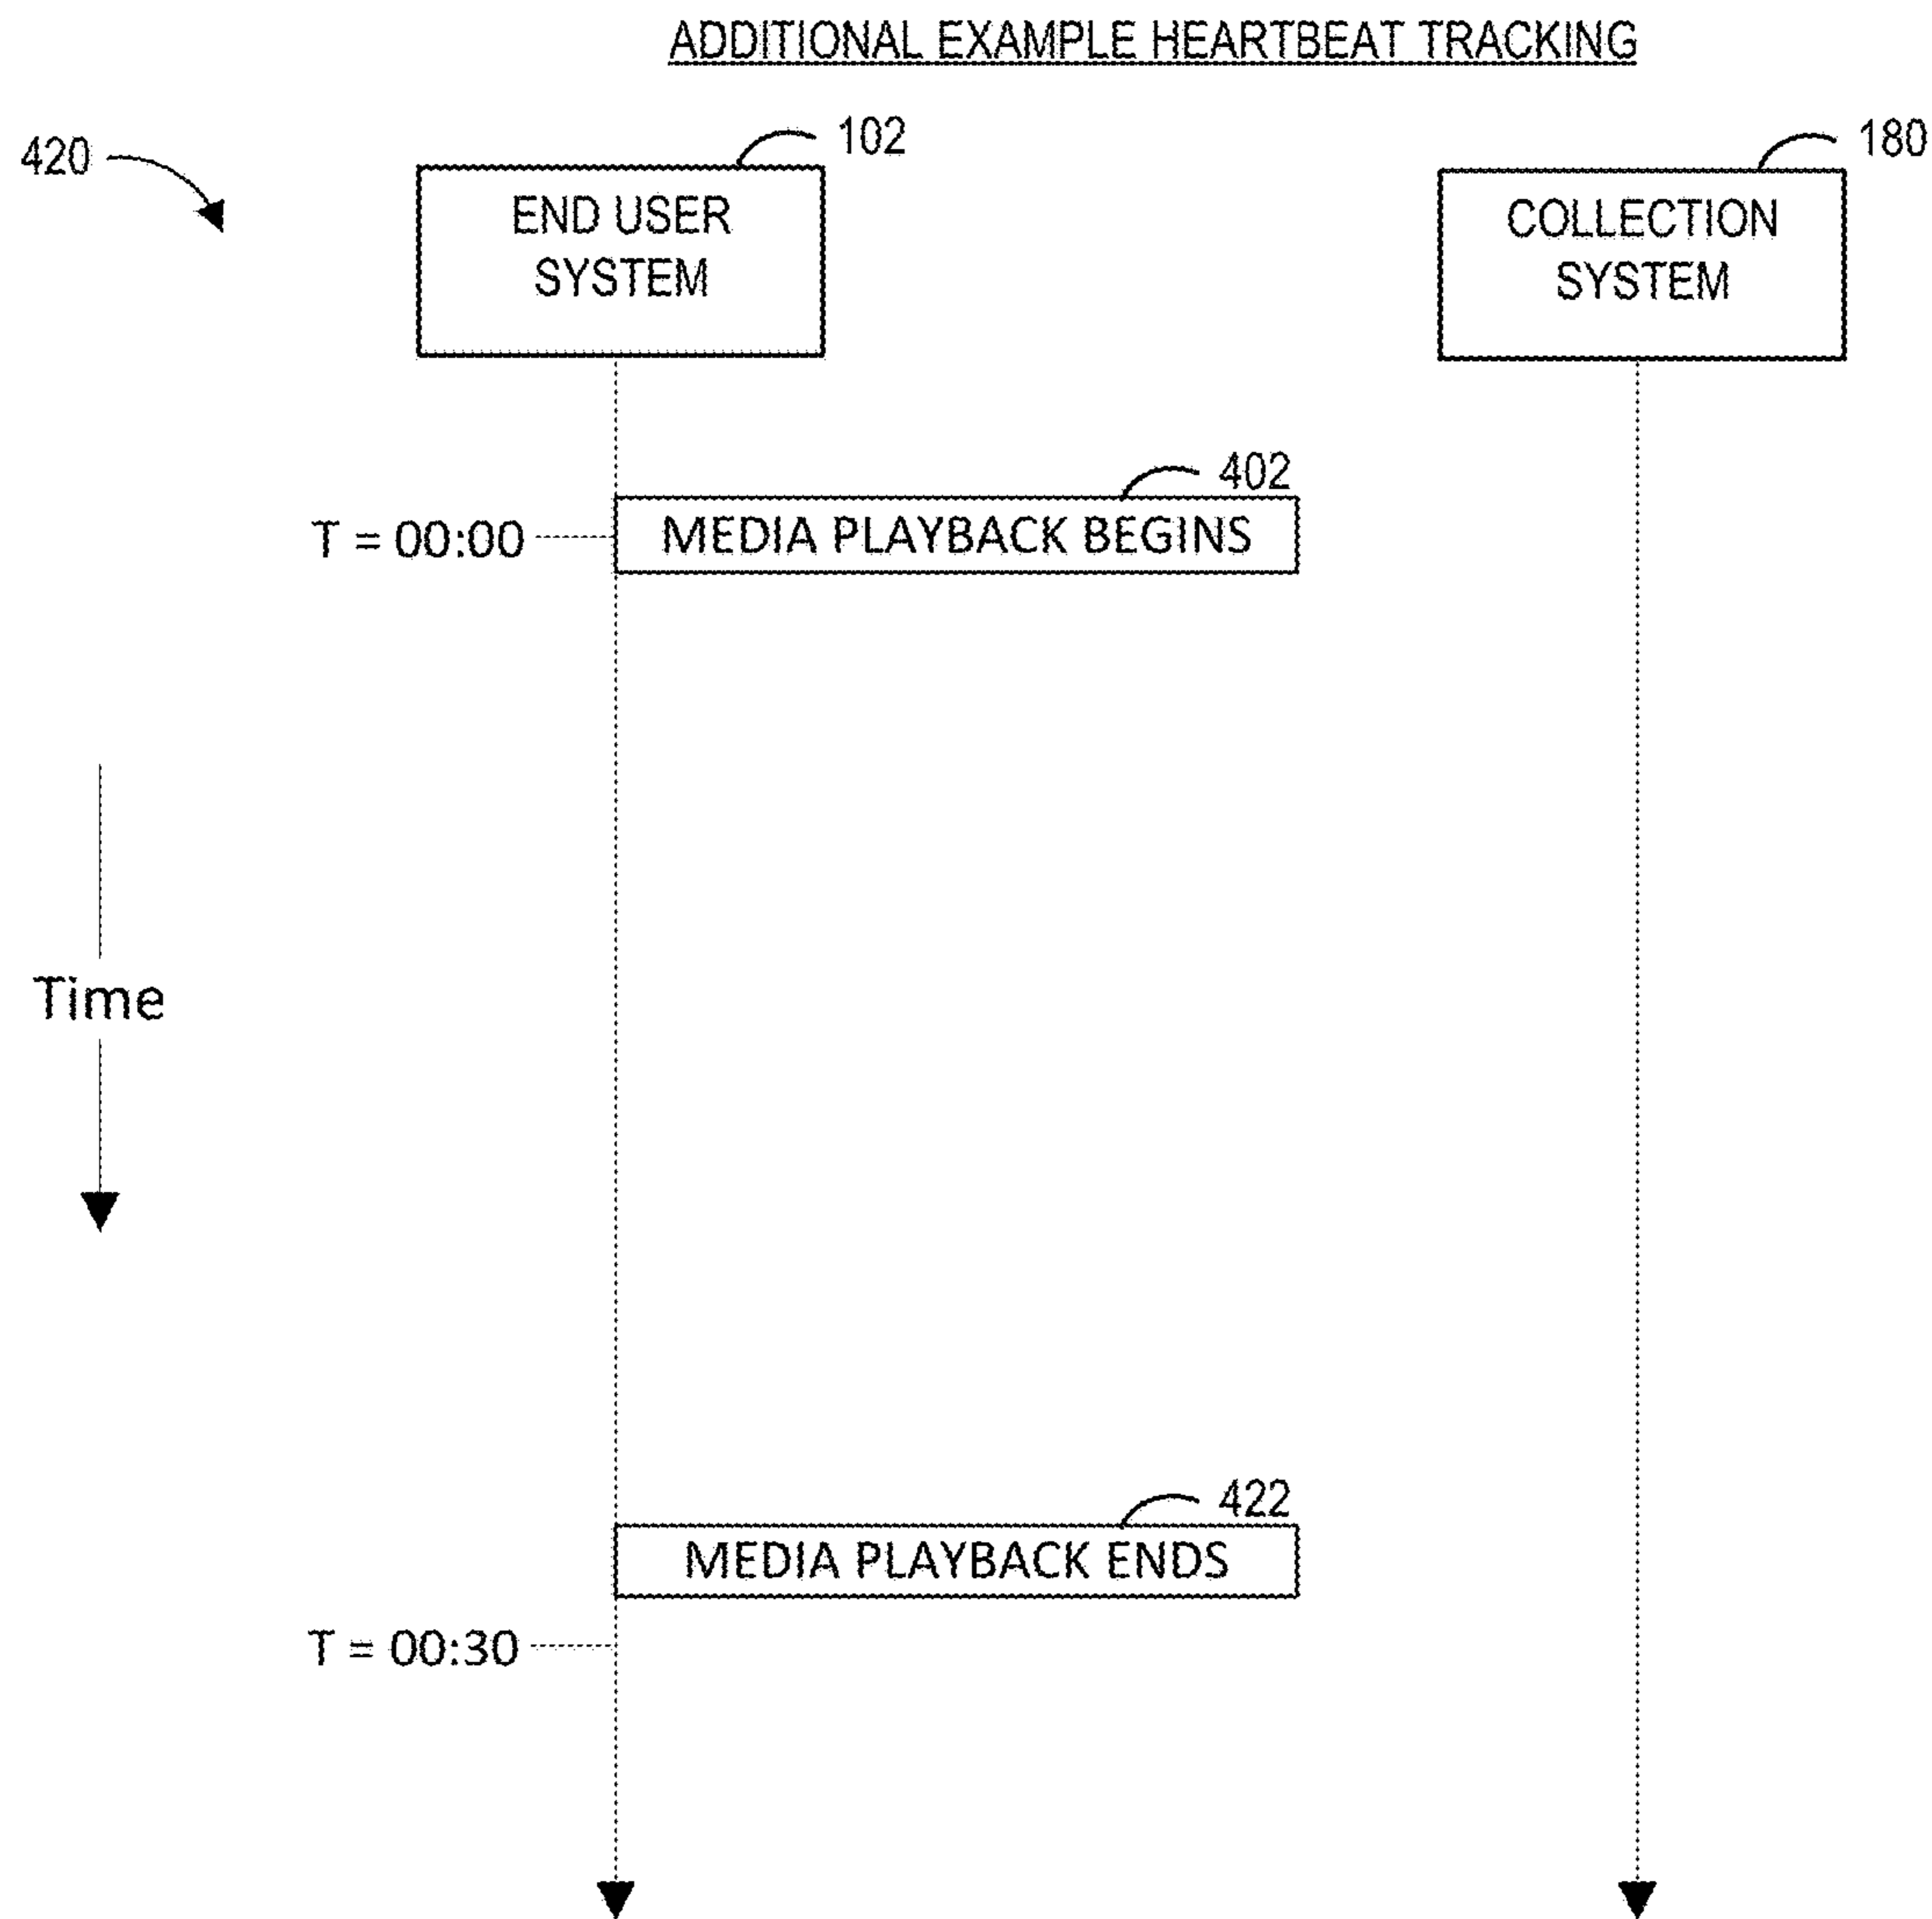 ADDITIONAL EXAMPLE HEARTBEAT TRACKING
420
102
180
END USER
SYSTEM
COLLECTION
SYSTEM
402
T = 00:00
MEDIA PLAYBACK BEGINS
Time
422
MEDIA PLAYBACK ENDS
T = 00:30